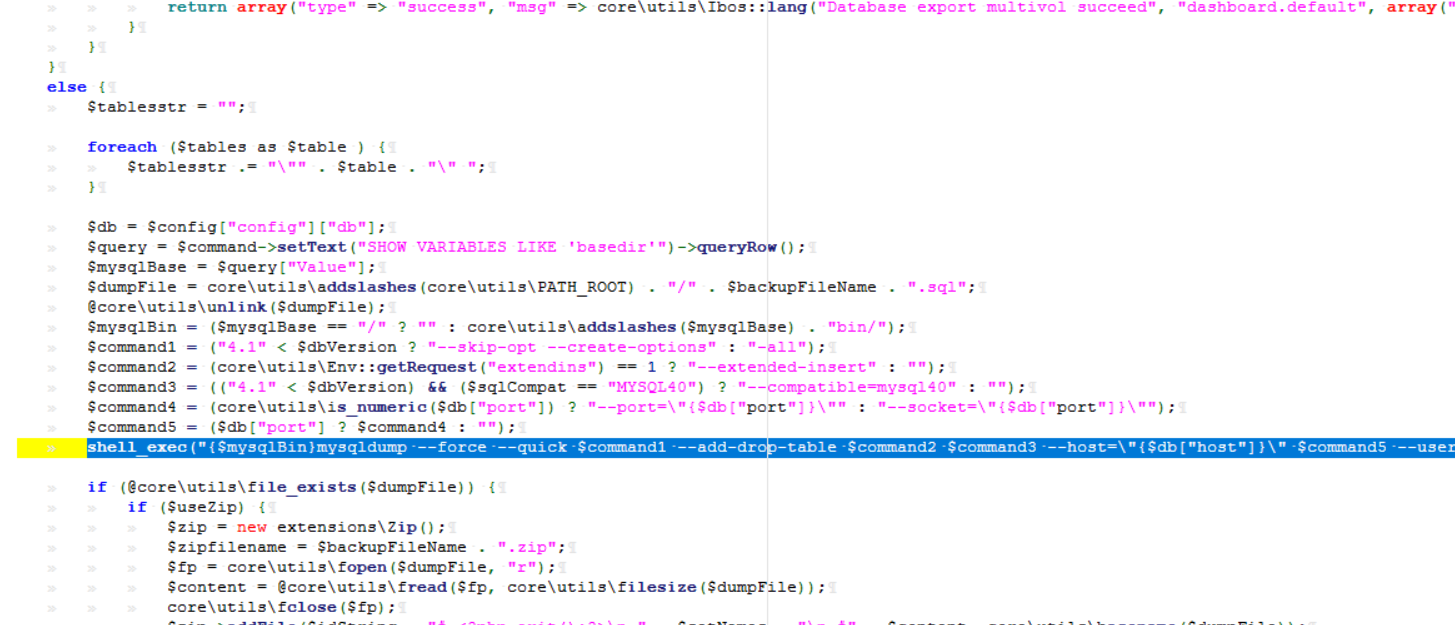 return array("type" => "success", "msg" => core\utils\Ibos::lang("Database export multivol succeed", "dashboard.default", array("
}
}
}
else {
$tablesstr = "";
foreach ($tables as $table ) {
$tablesstr .= "\"" . $table . "\" ";
}
$db = $config["config"]["db"];
$query = $command->setText("SHOW VARIABLES LIKE 'basedir'")->queryRow();
$mysqlBase = $query["Value"];
$dumpFile = core\utils\addslashes(core\utils\PATH_ROOT) . "/" . $backupFileName . ".sql";
@core\utils\unlink($dumpFile);
$mysqlBin = ($mysqlBase == "/" ? "" : core\utils\addslashes($mysqlBase) . "bin/");
$command1 = ("4.1" < $dbVersion ? "--skip-opt --create-options" : "-all");
$command2 = (core\utils\Env::getRequest("extendins") == 1 ? "--extended-insert" : "");
$command3 = (("4.1" < $dbVersion) && ($sqlCompat == "MYSQL40") ? "--compatible=mysql40" : "");
$command4 = (core\utils\is_numeric($db["port"]) ? "--port=\"{$db["port"]}\"" : "--socket=\"{$db["port"]}\"");
$command5 = ($db["port"] ? $command4 : "");
shell_exec("{$mysqlBin}mysqldump --force --quick $command1 --add-drop-table $command2 $command3 --host=\"{$db["host"]}\" $command5 --user
if (@core\utils\file_exists($dumpFile)) {
if ($useZip) {
$zip = new extensions\Zip();
$zipfilename = $backupFileName . ".zip";
$fp = core\utils\fopen($dumpFile, "r");
$content = @core\utils\fread($fp, core\utils\filesize($dumpFile));
core\utils\fclose($fp);